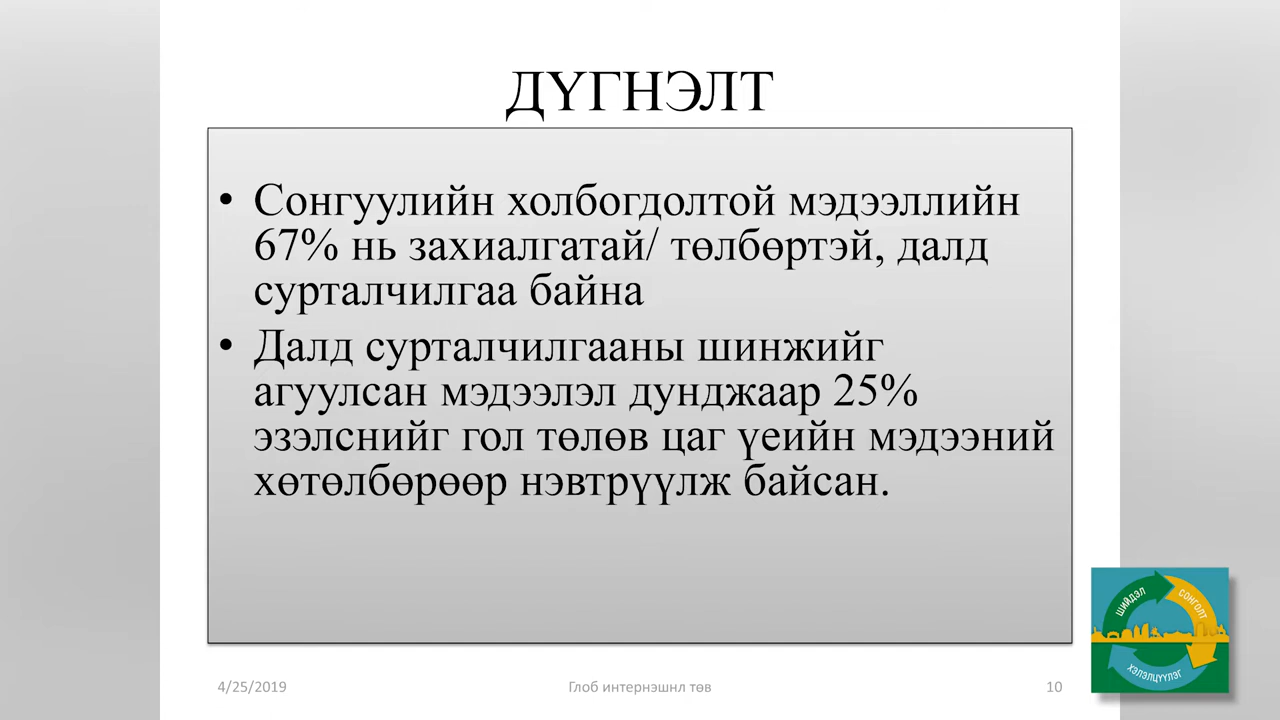 ДҮГНЭЛТ
• Сонгуулийн холбогдолтой мэдээллийн
67% нь захиалгатай/ төлбөртэй, далд
сурталчилгаа байна
• Далд сурталчилгааны шинжийг
агуулсан мэдээлэл дунджаар 25%
эзэлснийг гол төлөв цаг үеийн мэдээний
хөтөлбөрөөр нэвтрүүлж байсан.
ШИЙДЭЛ
СОНГОЛТ
ХЭЛЭЛЦҮҮЛЭГ
4/25/2019
Глоб интернэшнл төв
10